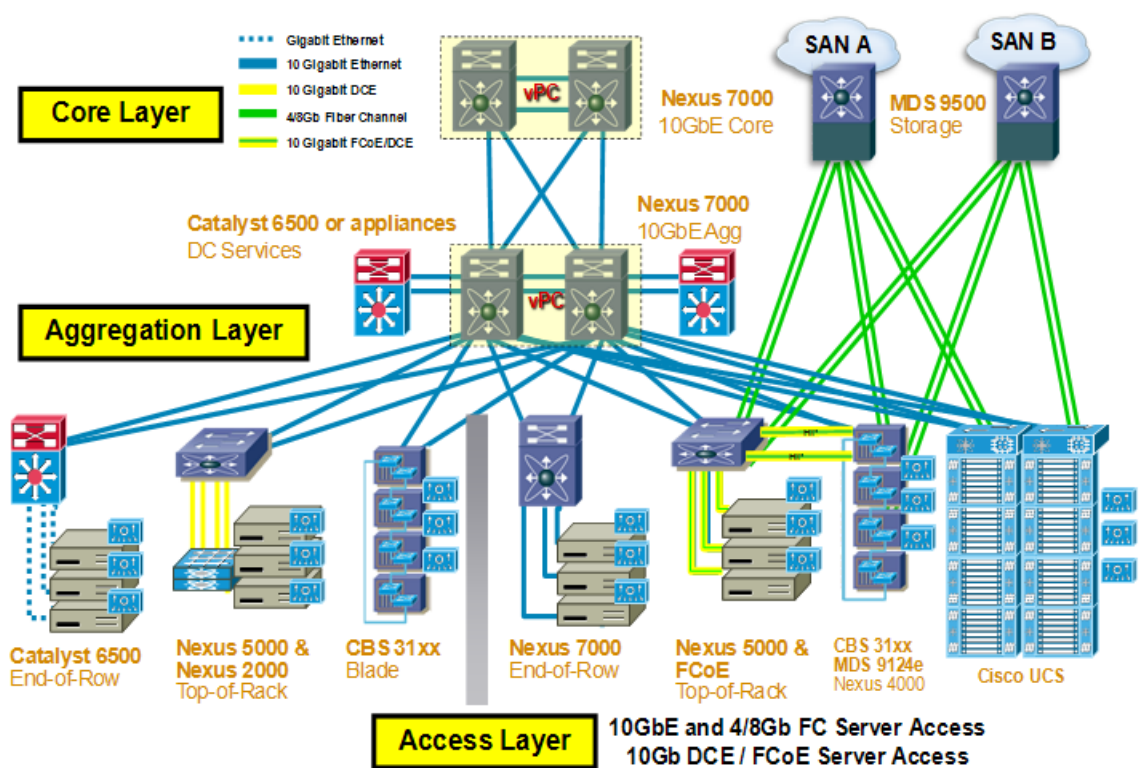 Gigabit Ethernet
10 Gigabit Ethernet
10 Gigabit DCE
4/8Gb Fiber Channel
10 Gigabit FCoE/DCE
Core Layer
vPC
Nexus 7000
10GbE Core
SAN A
SAN B
MDS 9500
Storage
Catalyst 6500 or appliances
DC Services
Nexus 7000
10GbEAgg
vPC
Aggregation Layer
Catalyst 6500
End-of-Row
Nexus 5000 &
Nexus 2000
Top-of-Rack
CBS 31xx
Blade
Nexus 7000
End-of-Row
Nexus 5000 &
FCoE
Top-of-Rack
CBS 31xx
MDS 9124e
Nexus 4000
Cisco UCS
Access Layer
10GbE and 4/8Gb FC Server Access
10Gb DCE / FCoE Server Access